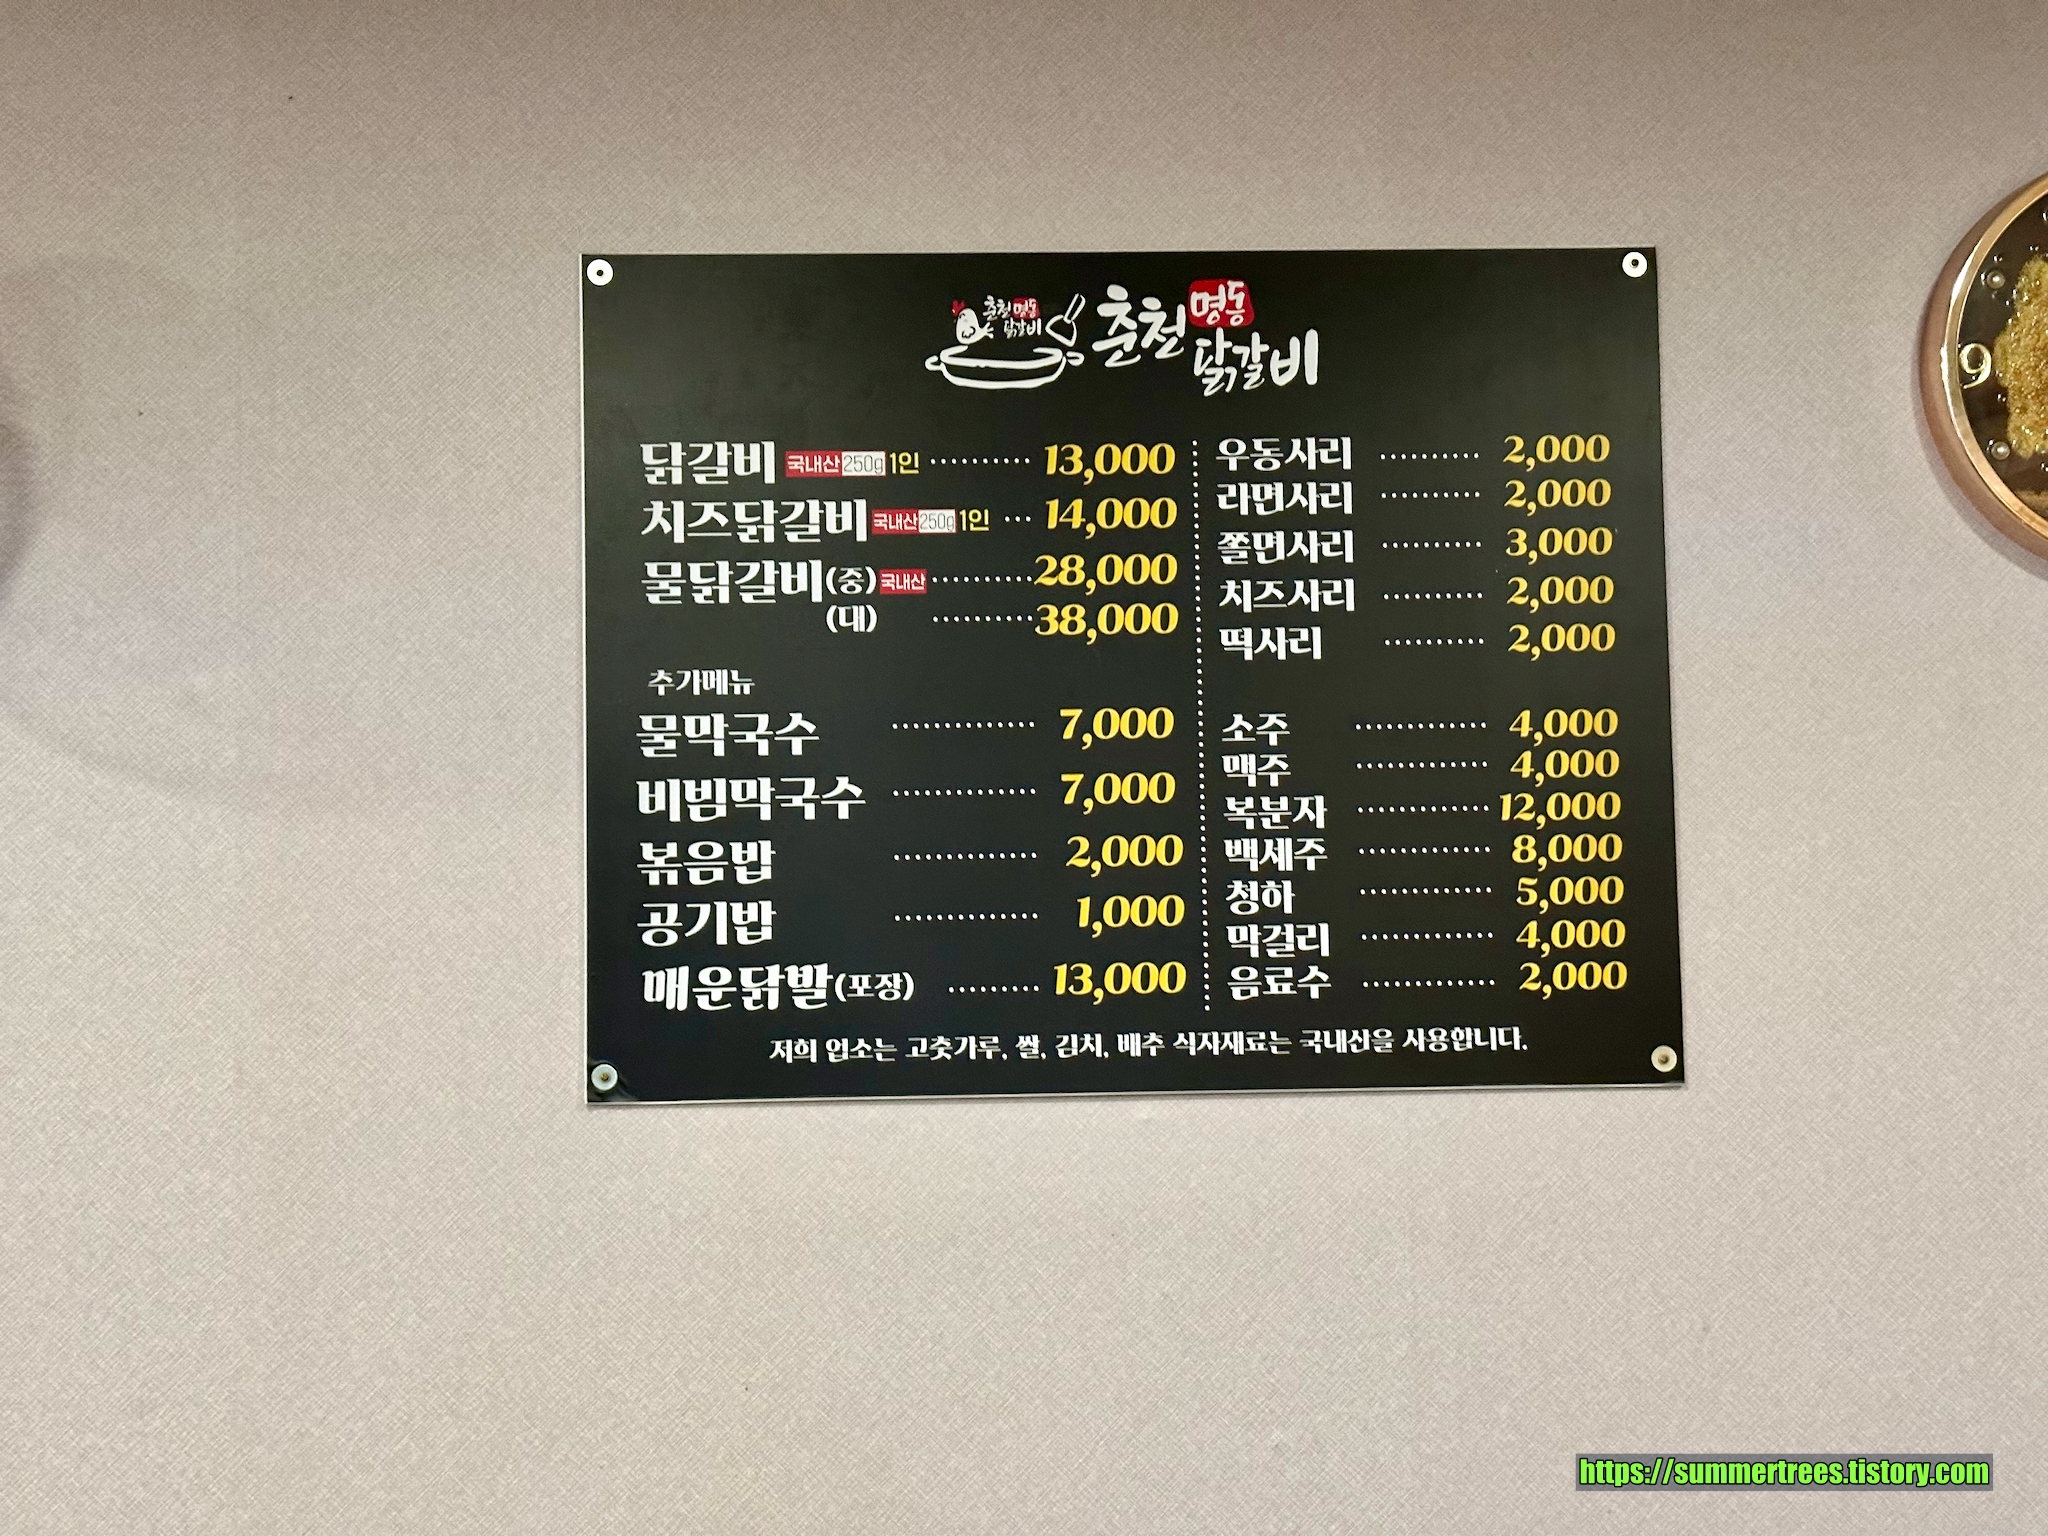 춘천명동
닭갈비
춘천 명동
닭갈비
닭갈비 국내산 250g 1인 ·········· 13,000
치즈닭갈비 국내산 250g 1인 ··· 14,000
물닭갈비(중) 국내산 ·········· 28,000
(대) ·········· 38,000
추가메뉴
물막국수 ·············· 7,000
비빔막국수 ·············· 7,000
볶음밥 ·············· 2,000
공기밥 ·············· 1,000
매운닭발(포장) ········· 13,000
우동사리 ·········· 2,000
라면사리 ·········· 2,000
쫄면사리 ·········· 3,000
치즈사리 ·········· 2,000
떡사리 ·········· 2,000
소주 ············· 4,000
맥주 ············· 4,000
복분자 ············· 12,000
백세주 ············· 8,000
청하 ············· 5,000
막걸리 ············· 4,000
음료수 ············· 2,000
저희 업소는 고춧가루, 쌀, 김치, 배추 식자재료는 국내산을 사용합니다.
9
https://summertrees.tistory.com